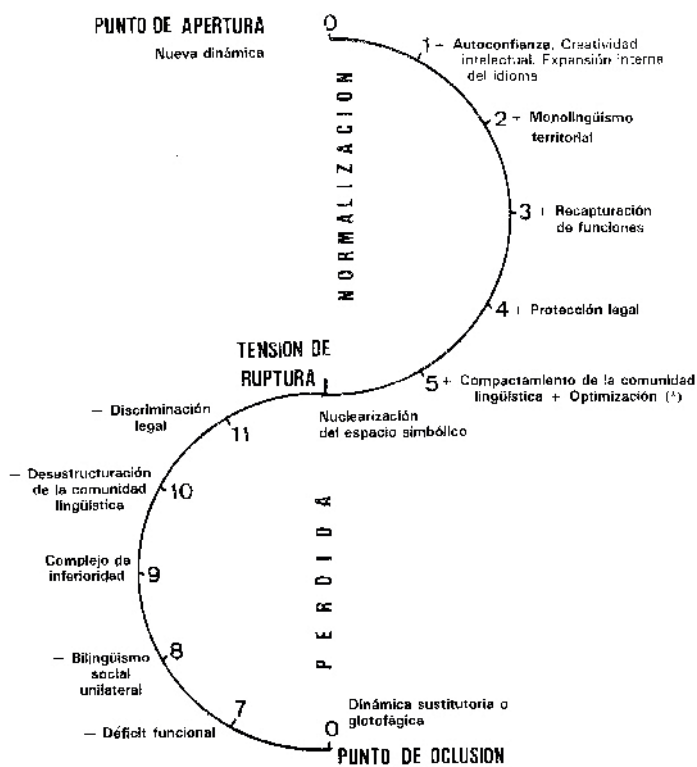 PUNTO DE APERTURA
0
Nueva dinámica
1 + Autoconfianza, Creatividad
intelectual. Expansión interna
del idioma
2 + Monolingüismo
territorial
NORMALIZACION
3 + Recapturación
de funciones
4 + Protección legal
TENSION DE
RUPTURA
5 + Compactamiento de la comunidad
lingüística + Optimización (*)
Nuclearización
del espacio simbólico
— Discriminación
legal
11
— Desestructuración
de la comunidad
lingüística
10
PERDIDA
Complejo de
inferioridad
9
— Bilingüismo
social
unilateral
8
— Déficit funcional
7
Dinámica sustitutoria o
glotofágica
0
PUNTO DE OCLUSION